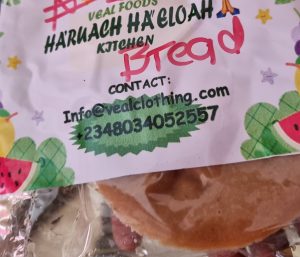 VEAL FOODS
HA'RUACH HA'ELOAH
KITCHEN
Bread
CONTACT:
Info@vealclothing.com
+2348034052557